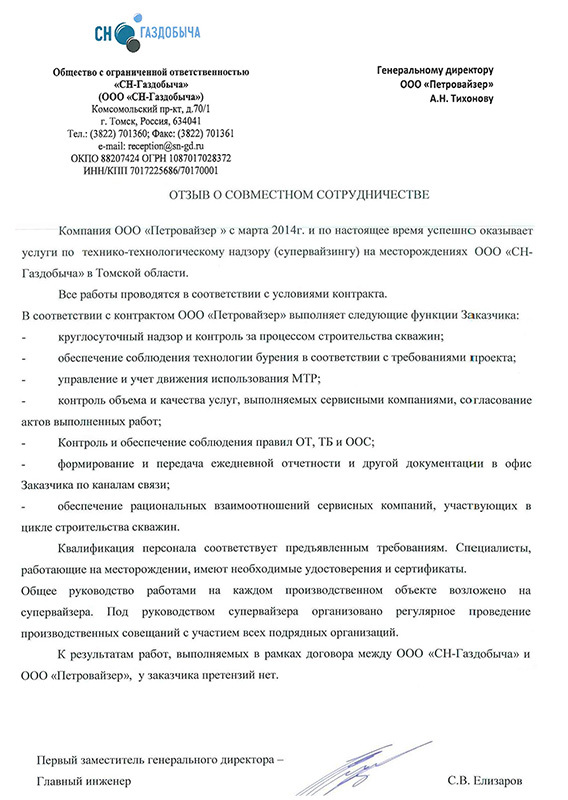 СН ГАЗДОБЫЧА
Общество с ограниченной ответственностью
«СН-Газдобыча»
(ООО «СН-Газдобыча»)
Комсомольский пр-кт, д.70/1
г. Томск, Россия, 634041
Тел.: (3822) 701360; Факс: (3822) 701361
e-mail: reception@sn-gd.ru
ОКПО 88207424 ОГРН 1087017028372
ИНН/КПП 7017225686/70170001
Генеральному директору
ООО «Петровайзер»
А.Н. Тихонову
ОТЗЫВ О СОВМЕСТНОМ СОТРУДНИЧЕСТВЕ
Компания ООО «Петровайзер » с марта 2014г. и по настоящее время успешно оказывает
услуги по технико-технологическому надзору (супервайзингу) на месторождениях ООО «СН-
Газдобыча» в Томской области.
Все работы проводятся в соответствии с условиями контракта.
В соответствии с контрактом ООО «Петровайзер» выполняет следующие функции Заказчика:
- круглосуточный надзор и контроль за процессом строительства скважин;
- обеспечение соблюдения технологии бурения в соответствии с требованиями проекта;
- управление и учет движения использования МТР;
- контроль объема и качества услуг, выполняемых сервисными компаниями, согласование
актов выполненных работ;
- Контроль и обеспечение соблюдения правил ОТ, ТБ и ООС;
- формирование и передача ежедневной отчетности и другой документации в офис
Заказчика по каналам связи;
- обеспечение рациональных взаимоотношений сервисных компаний, участвующих в
цикле строительства скважин.
Квалификация персонала соответствует предъявленным требованиям. Специалисты,
работающие на месторождении, имеют необходимые удостоверения и сертификаты.
Общее руководство работами на каждом производственном объекте возложено на
супервайзера. Под руководством супервайзера организовано регулярное проведение
производственных совещаний с участием всех подрядных организаций.
К результатам работ, выполняемых в рамках договора между ООО «СН-Газдобыча» и
ООО «Петровайзер», у заказчика претензий нет.
Первый заместитель генерального директора –
Главный инженер С.В. Елизаров